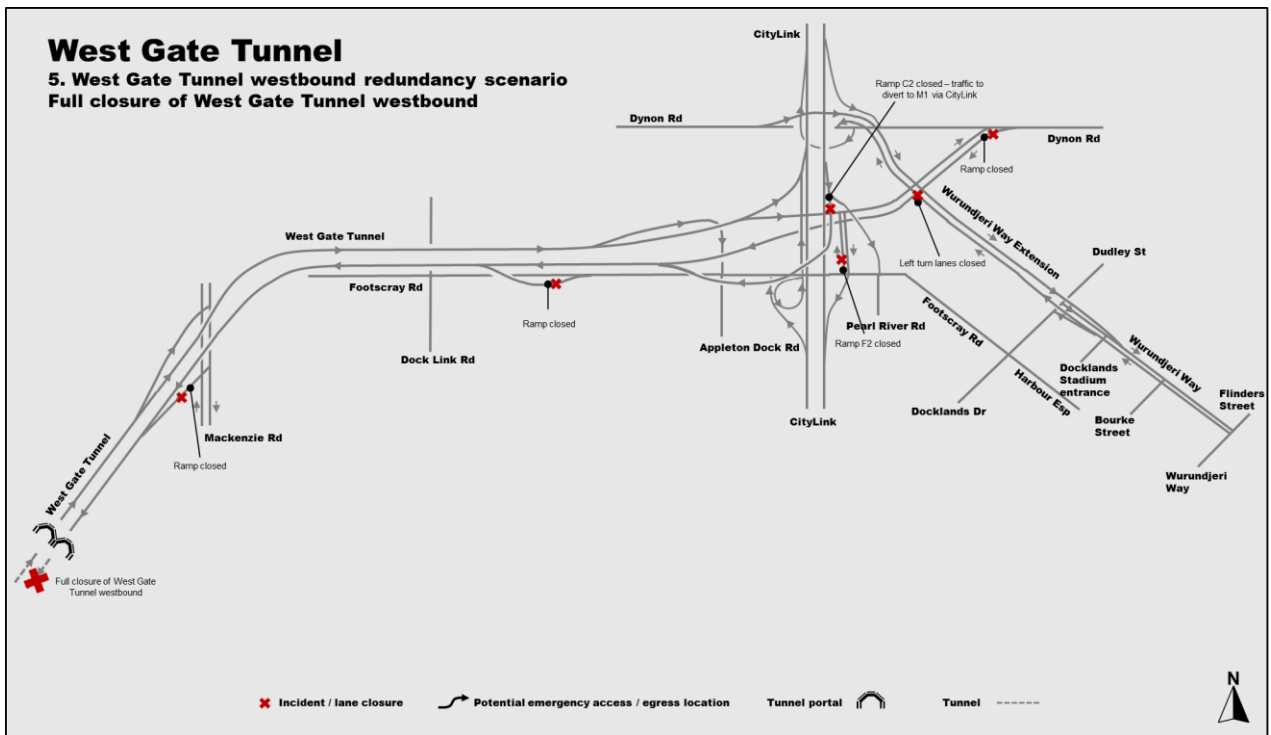 West Gate Tunnel
5. West Gate Tunnel westbound redundancy scenario
Full closure of West Gate Tunnel westbound
CityLink
Ramp C2 closed – traffic to
divert to M1 via CityLink
Dynon Rd
Dynon Rd
Ramp closed
West Gate Tunnel
Wurundjeri Way Extension
Dudley St
Left turn lanes closed
Footscray Rd
Ramp closed
Pearl River Rd
Footscray Rd
Ramp F2 closed
Appleton Dock Rd
Dock Link Rd
Wurundjeri Way
Docklands
Stadium
entrance
Harbour Esp
Docklands Dr
Flinders
Street
CityLink
Bourke
Street
Mackenzie Rd
Ramp closed
West Gate Tunnel
Wurundjeri
Way
Full closure of West Gate
Tunnel westbound
Incident / lane closure
Potential emergency access / egress location
Tunnel portal
Tunnel
N